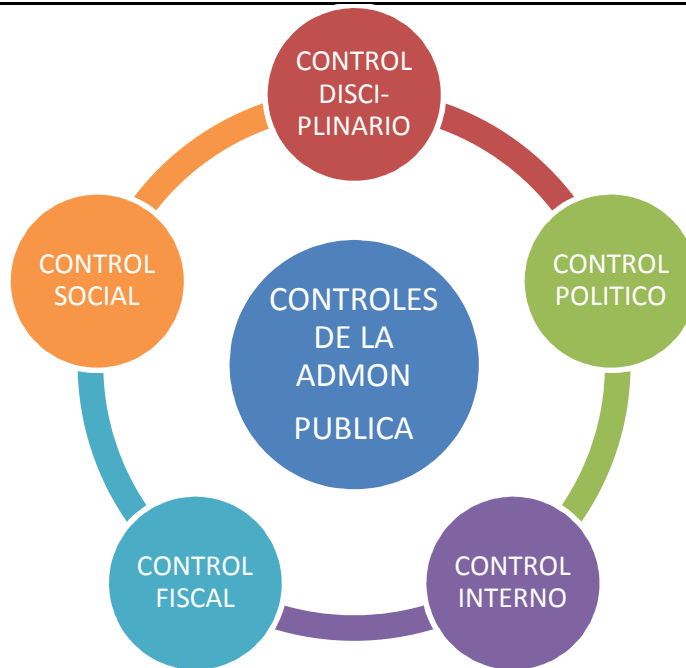 CONTROL
DISCI-
PLINARIO
CONTROL
SOCIAL
CONTROL
POLITICO
CONTROLES
DE LA
ADMON
PUBLICA
CONTROL
FISCAL
CONTROL
INTERNO